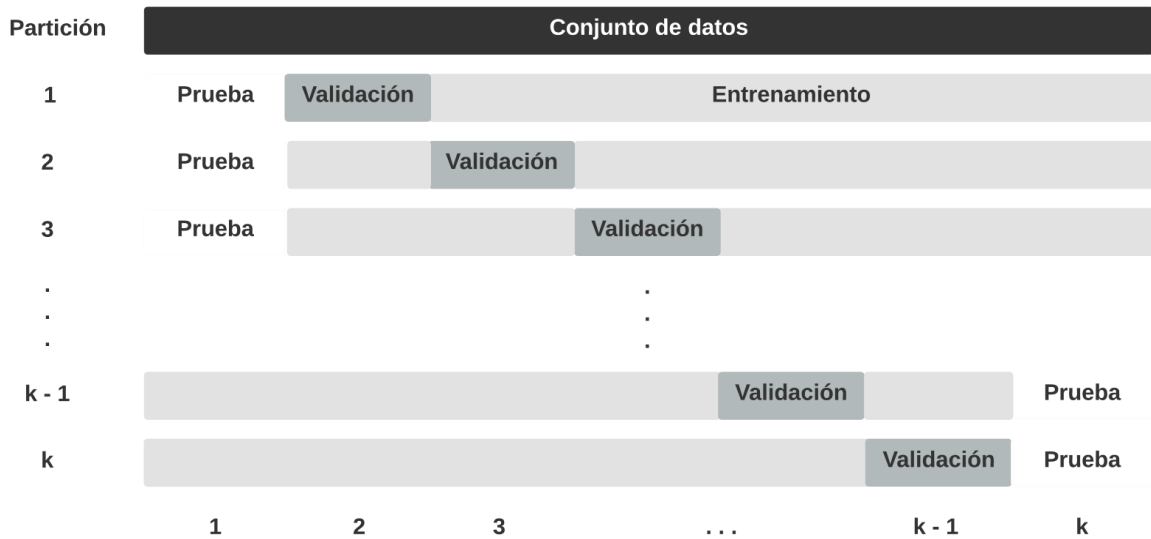 Partición Conjunto de datos
1 Prueba Validación Entrenamiento
2 Prueba Validación
3 Prueba Validación
. .
. .
. .
k - 1 Validación Prueba
k Validación Prueba
1 2 3 . . . k - 1 k